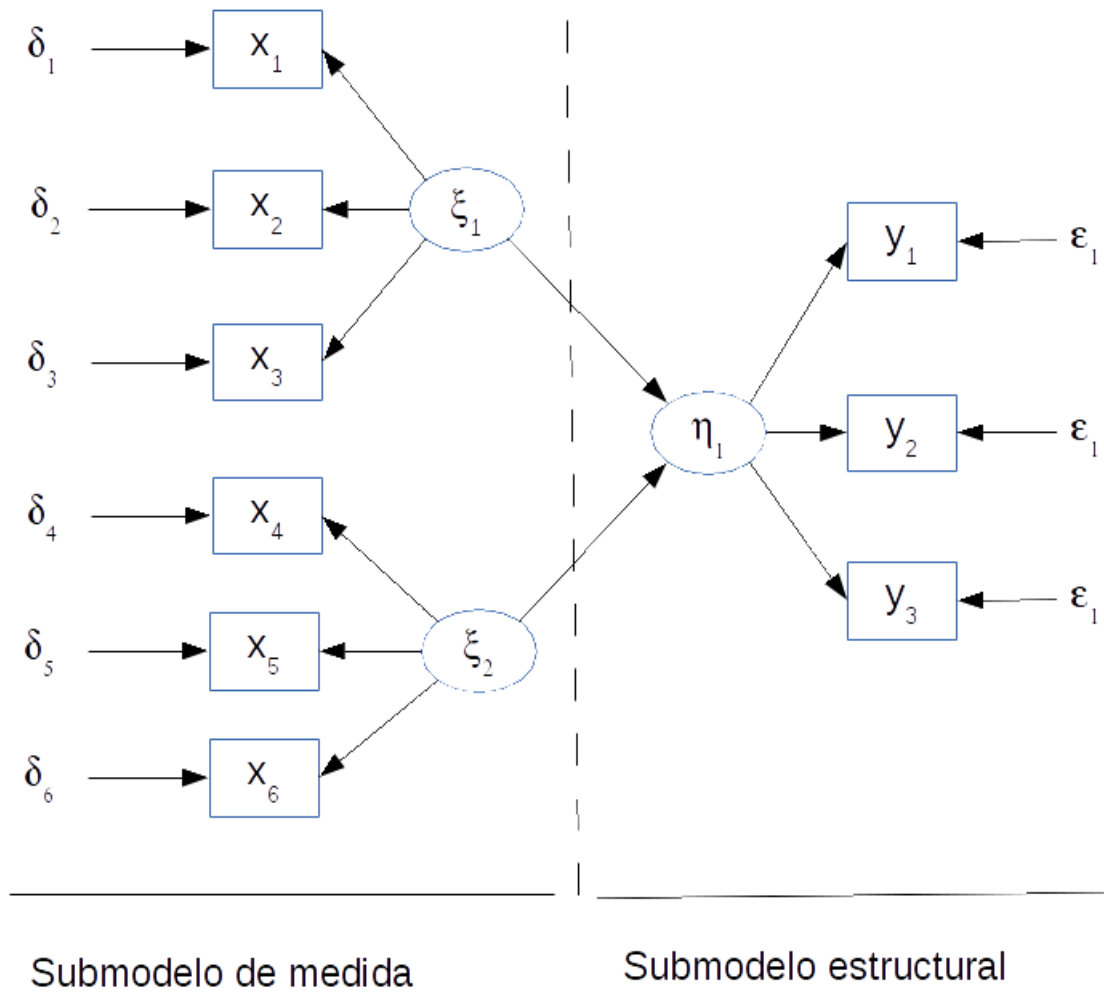 δ₁ x₁
δ₂ x₂ ξ₁
y₁ ε₁
δ₃ x₃
η₁ y₂ ε₁
δ₄ x₄
y₃ ε₁
δ₅ x₅ ξ₂
δ₆ x₆
Submodelo de medida
Submodelo estructural